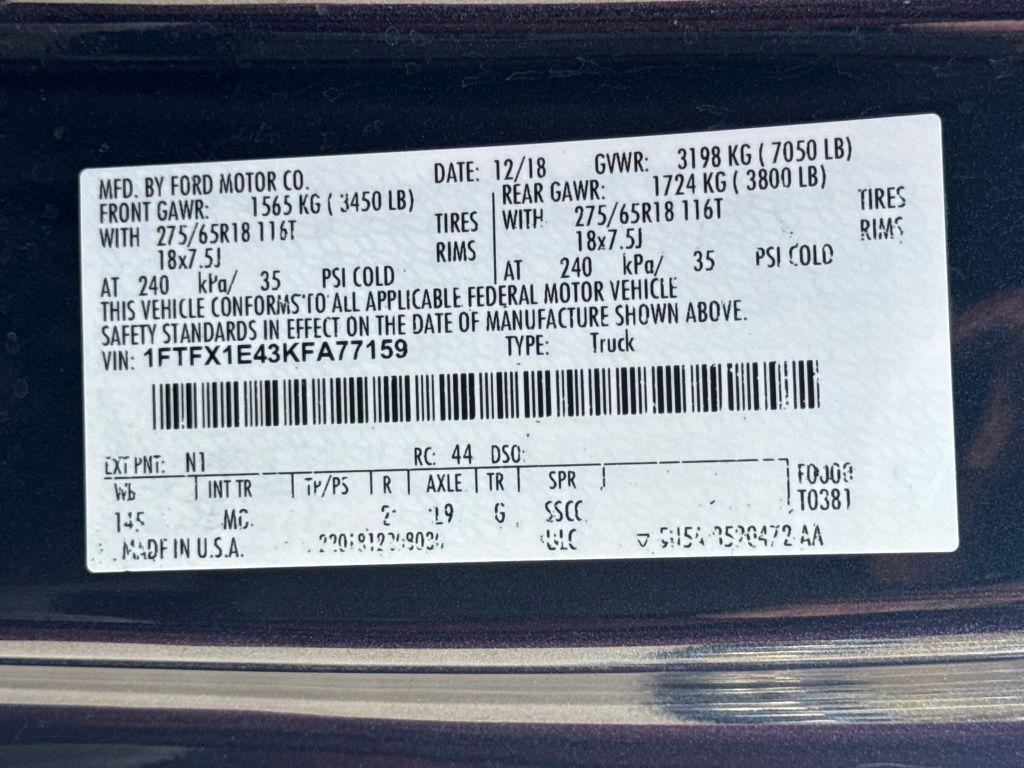 MFD. BY FORD MOTOR CO. DATE: 12/18 GVWR: 3198 KG ( 7050 LB)
FRONT GAWR: 1565 KG ( 3450 LB) REAR GAWR: 1724 KG ( 3800 LB)
WITH 275/65R18 116T TIRES WITH 275/65R18 116T TIRES
18x7.5J RIMS 18x7.5J RIMS
AT 240 kPa/ 35 PSI COLD AT 240 kPa/ 35 PSI COLD
THIS VEHICLE CONFORMS TO ALL APPLICABLE FEDERAL MOTOR VEHICLE
SAFETY STANDARDS IN EFFECT ON THE DATE OF MANUFACTURE SHOWN ABOVE.
VIN: 1FTFX1E43KFA77159 TYPE: Truck
EXT PNT: N1 RC: 44 DSO:
WB INT TR TP/PS R AXLE TR SPR F0008
145 MG 2 L9 G SSCC T0381
MADE IN U.S.A. ULC